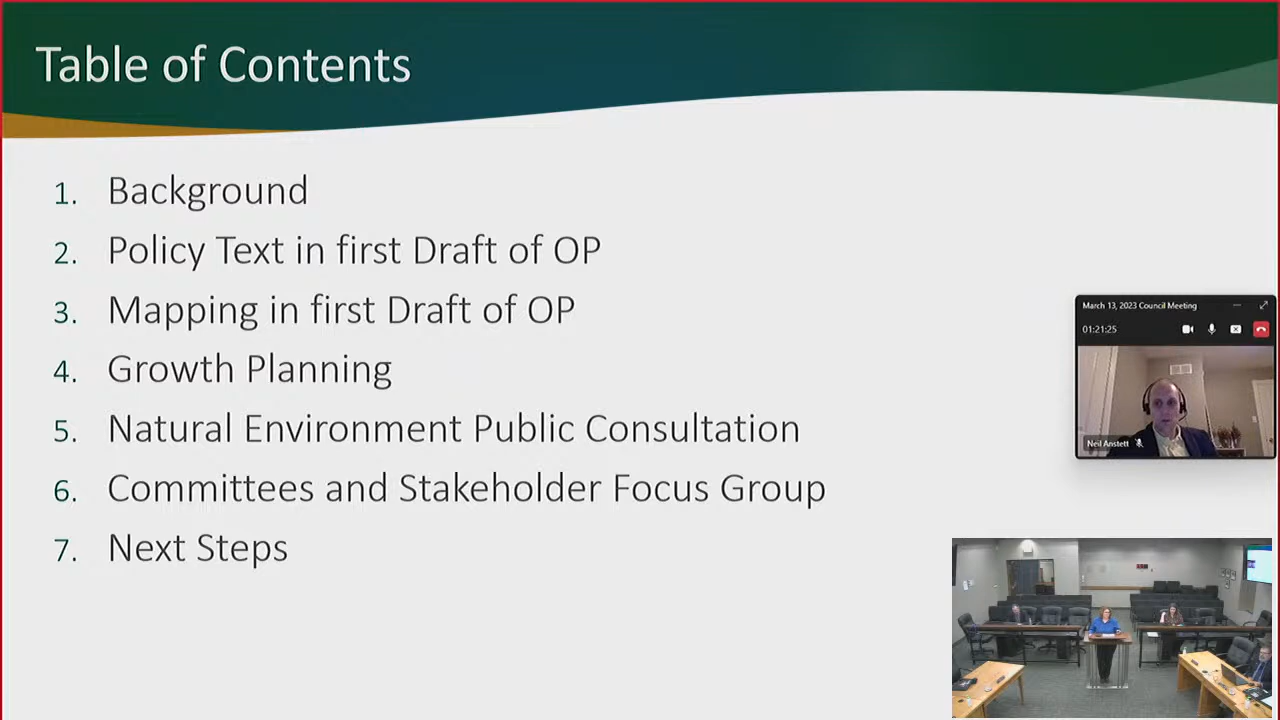 Table of Contents
1. Background
2. Policy Text in first Draft of OP
3. Mapping in first Draft of OP
4. Growth Planning
5. Natural Environment Public Consultation
6. Committees and Stakeholder Focus Group
7. Next Steps
March 13, 2023 Council Meeting
01:21:25
Neil Anstett